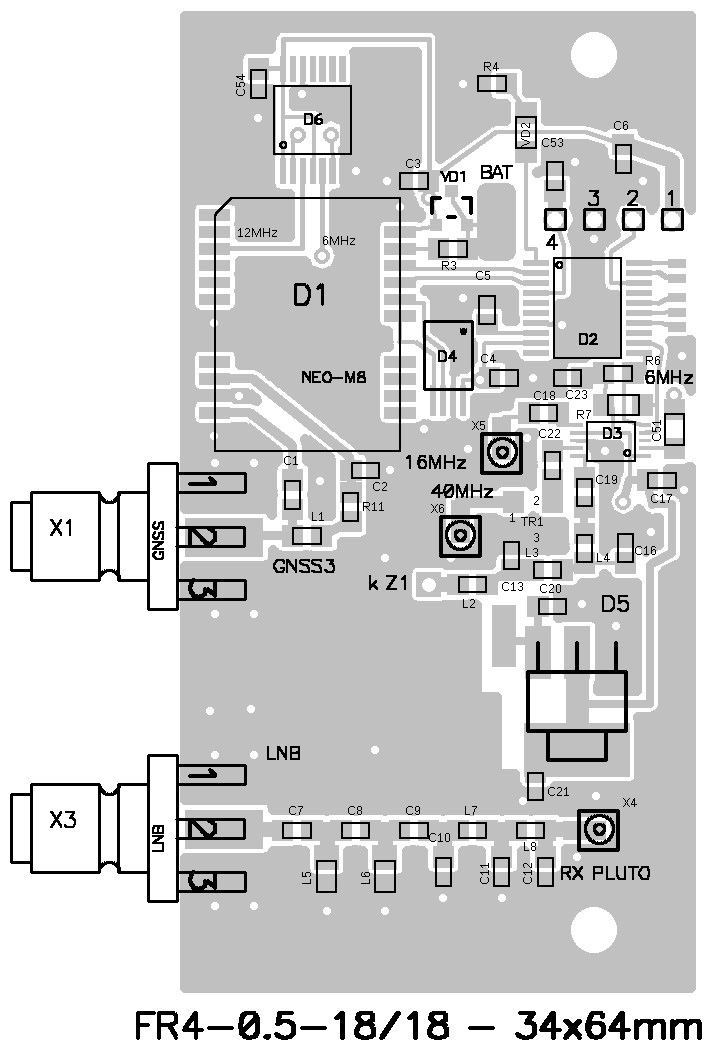 R4
C54
D6
VD2
C53
C6
C3
VD1
BAT
1
2
3
4
12MHz
6MHz
R3
C5
D1
D2
D4
NEO-M8
C4
C23
R6
6MHz
C18
R7
D3
C51
X5
C22
16MHz
C1
C2
C19
C17
40MHz
R11
X6
1
2
3
X1
GNSS
L1
GNSS3
2
1 TR1
3
L3
L4
C16
k Z1
L2
C13
C20
D5
LNB
1
2
3
X3
LNB
C21
X4
C7
C8
C9
L7
C10
L8
L5
L6
C11
C12
RX PLUTO
FR4-0.5-18/18 - 34x64mm